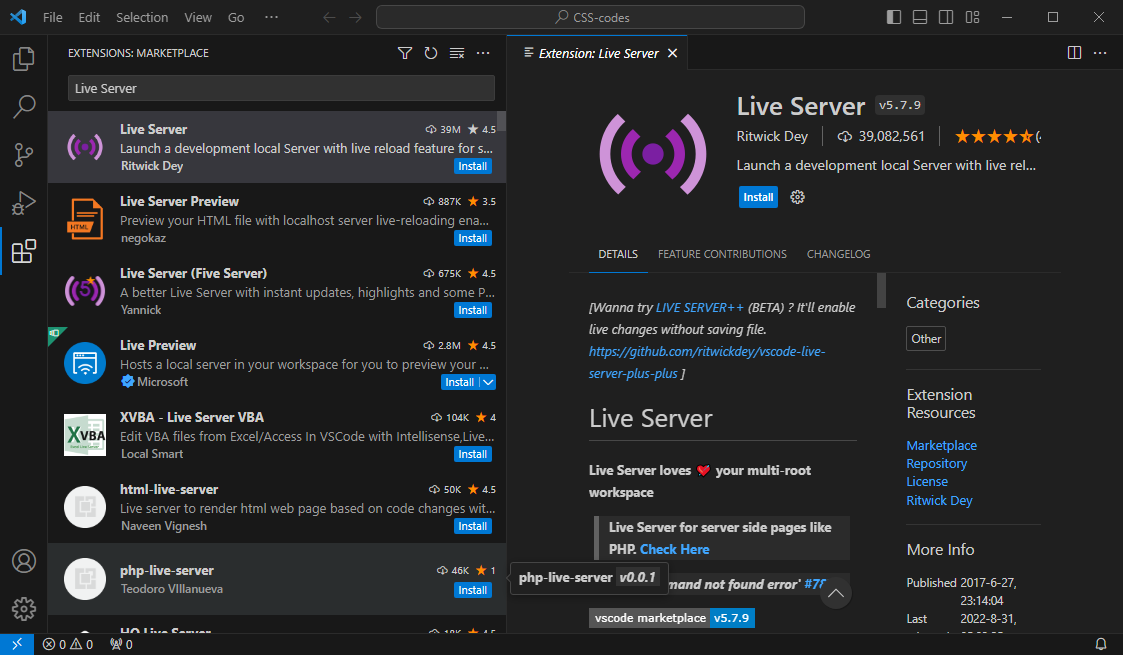 File Edit Selection View Go ··· CSS-codes
EXTENSIONS: MARKETPLACE
Live Server
Live Server 39M 4.5
Launch a development local Server with live reload feature for s...
Ritwick Dey Install
Live Server Preview 887K 3.5
Preview your HTML file with localhost server live-reloading ena...
negokaz Install
HTML
Live Server (Five Server) 675K 4.5
A better Live Server with instant updates, highlights and some P...
Yannick Install
5
Live Preview 2.8M 4.5
Hosts a local server in your workspace for you to preview your ...
Microsoft Install
XVBA - Live Server VBA 104K 4
Edit VBA files from Excel/Access In VSCode with Intellisense,Live...
Local Smart Install
XVBA
html-live-server 50K 4.5
Live server to render html web page based on code changes wit...
Naveen Vignesh Install
php-live-server 46K 1
Teodoro VIllanueva Install
HQ Live Server 18K 4.5
php-live-server v0.0.1
Extension: Live Server
Live Server v5.7.9
Ritwick Dey 39,082,561 (
Launch a development local Server with live rel...
Install
DETAILS FEATURE CONTRIBUTIONS CHANGELOG
[Wanna try LIVE SERVER++ (BETA) ? It'll enable
live changes without saving file.
https://github.com/ritwickdey/vscode-live-
server-plus-plus ]
Live Server
Live Server loves ❤️ your multi-root
workspace
Live Server for server side pages like
PHP. Check Here
mand not found error' #78
vscode marketplace v5.7.9
Categories
Other
Extension
Resources
Marketplace
Repository
License
Ritwick Dey
More Info
Published 2017-6-27,
23:14:04
Last 2022-8-31,
0 0 0